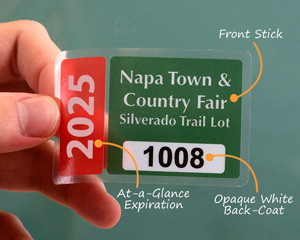 Front Stick
2025
Napa Town &
Country Fair
Silverado Trail Lot
1008
At-a-Glance
Expiration
Opaque White
Back-Coat